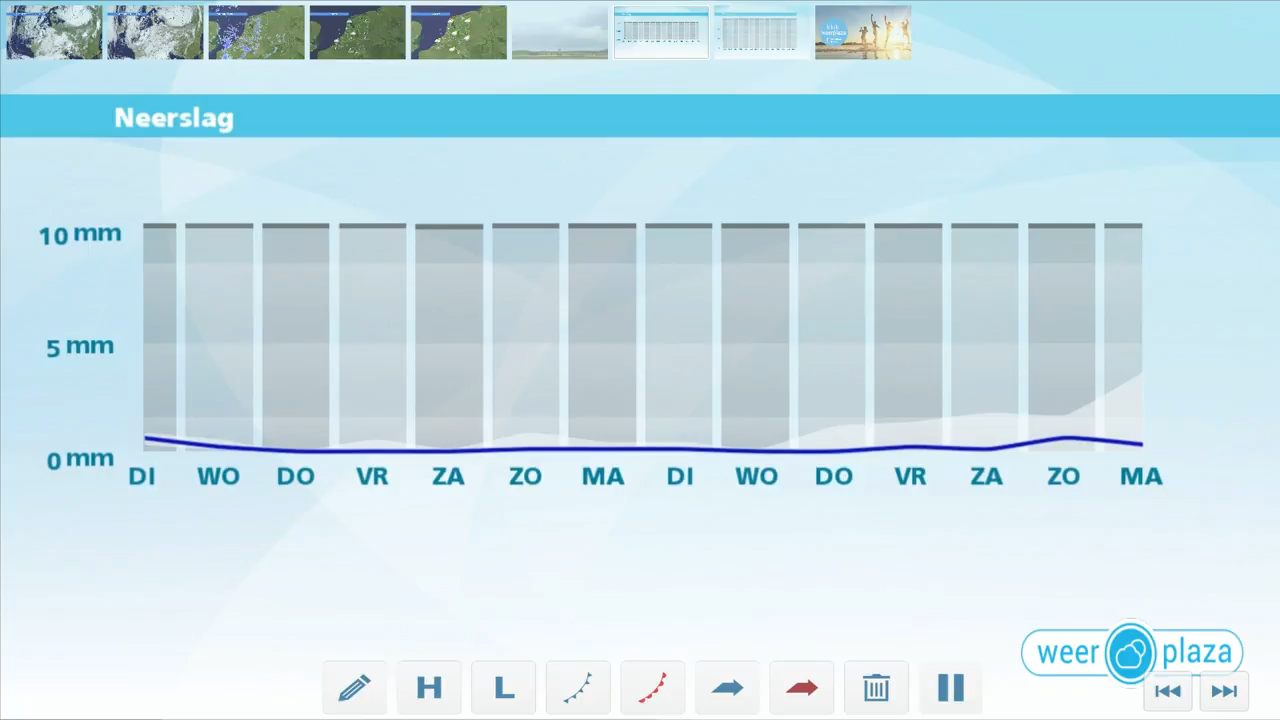 Neerslag
10 mm
5 mm
0 mm
DI WO DO VR ZA ZO MA DI WO DO VR ZA ZO MA
weer plaza
H L